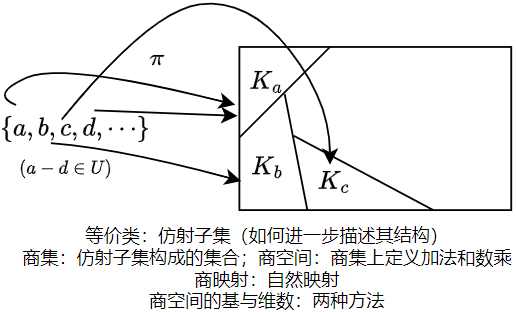 π
{a, b, c, d, ⋯}
(a − d ∈ U)
K_a
K_b
K_c
等价类：仿射子集（如何进一步描述其结构）
商集：仿射子集构成的集合；商空间：商集上定义加法和数乘
商映射：自然映射
商空间的基与维数：两种方法